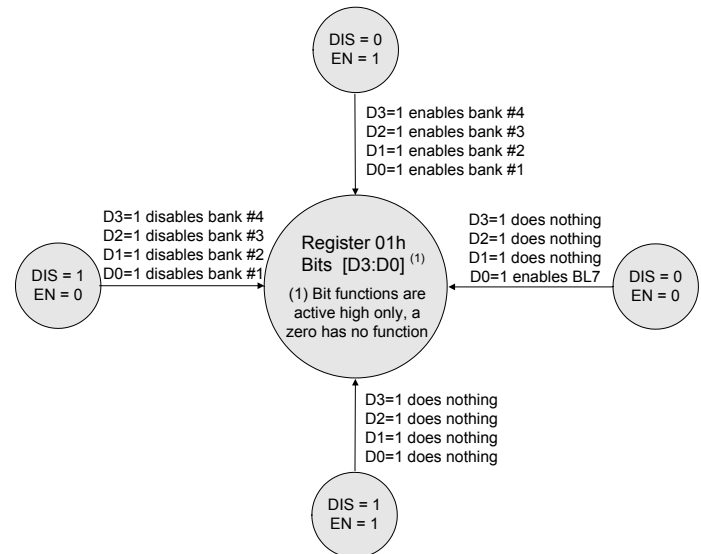 DIS = 0
EN = 1
D3=1 enables bank #4
D2=1 enables bank #3
D1=1 enables bank #2
D0=1 enables bank #1
D3=1 disables bank #4
D2=1 disables bank #3
D1=1 disables bank #2
D0=1 disables bank #1
DIS = 1
EN = 0
Register 01h
Bits [D3:D0] (1)
(1) Bit functions are
active high only, a
zero has no function
D3=1 does nothing
D2=1 does nothing
D1=1 does nothing
D0=1 enables BL7
DIS = 0
EN = 0
D3=1 does nothing
D2=1 does nothing
D1=1 does nothing
D0=1 does nothing
DIS = 1
EN = 1